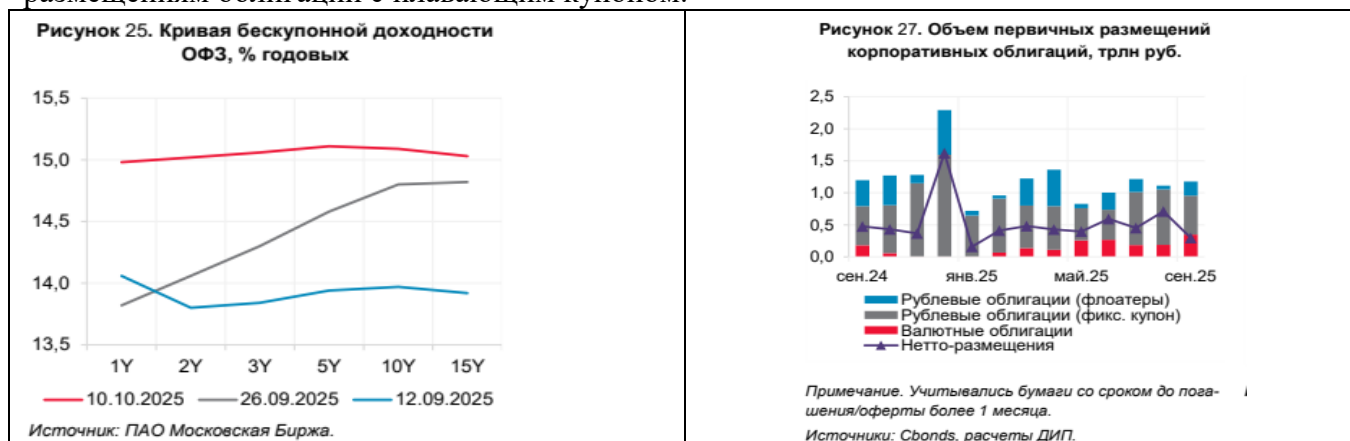 размещениям облигаций с плавающим купоном.
Рисунок 25. Кривая бескупонной доходности
ОФЗ, % годовых
15,5
15,0
14,5
14,0
13,5
1Y 2Y 3Y 5Y 10Y 15Y
10.10.2025 26.09.2025 12.09.2025
Источник: ПАО Московская Биржа.
Рисунок 27. Объем первичных размещений
корпоративных облигаций, трлн руб.
2,5
2,0
1,5
1,0
0,5
0,0
сен.24 янв.25 май.25 сен.25
Рублевые облигации (флоатеры)
Рублевые облигации (фикс. купон)
Валютные облигации
Нетто-размещения
Примечание. Учитывались бумаги со сроком до пога-
шения/оферты более 1 месяца.
Источники: Cbonds, расчеты ДИП.